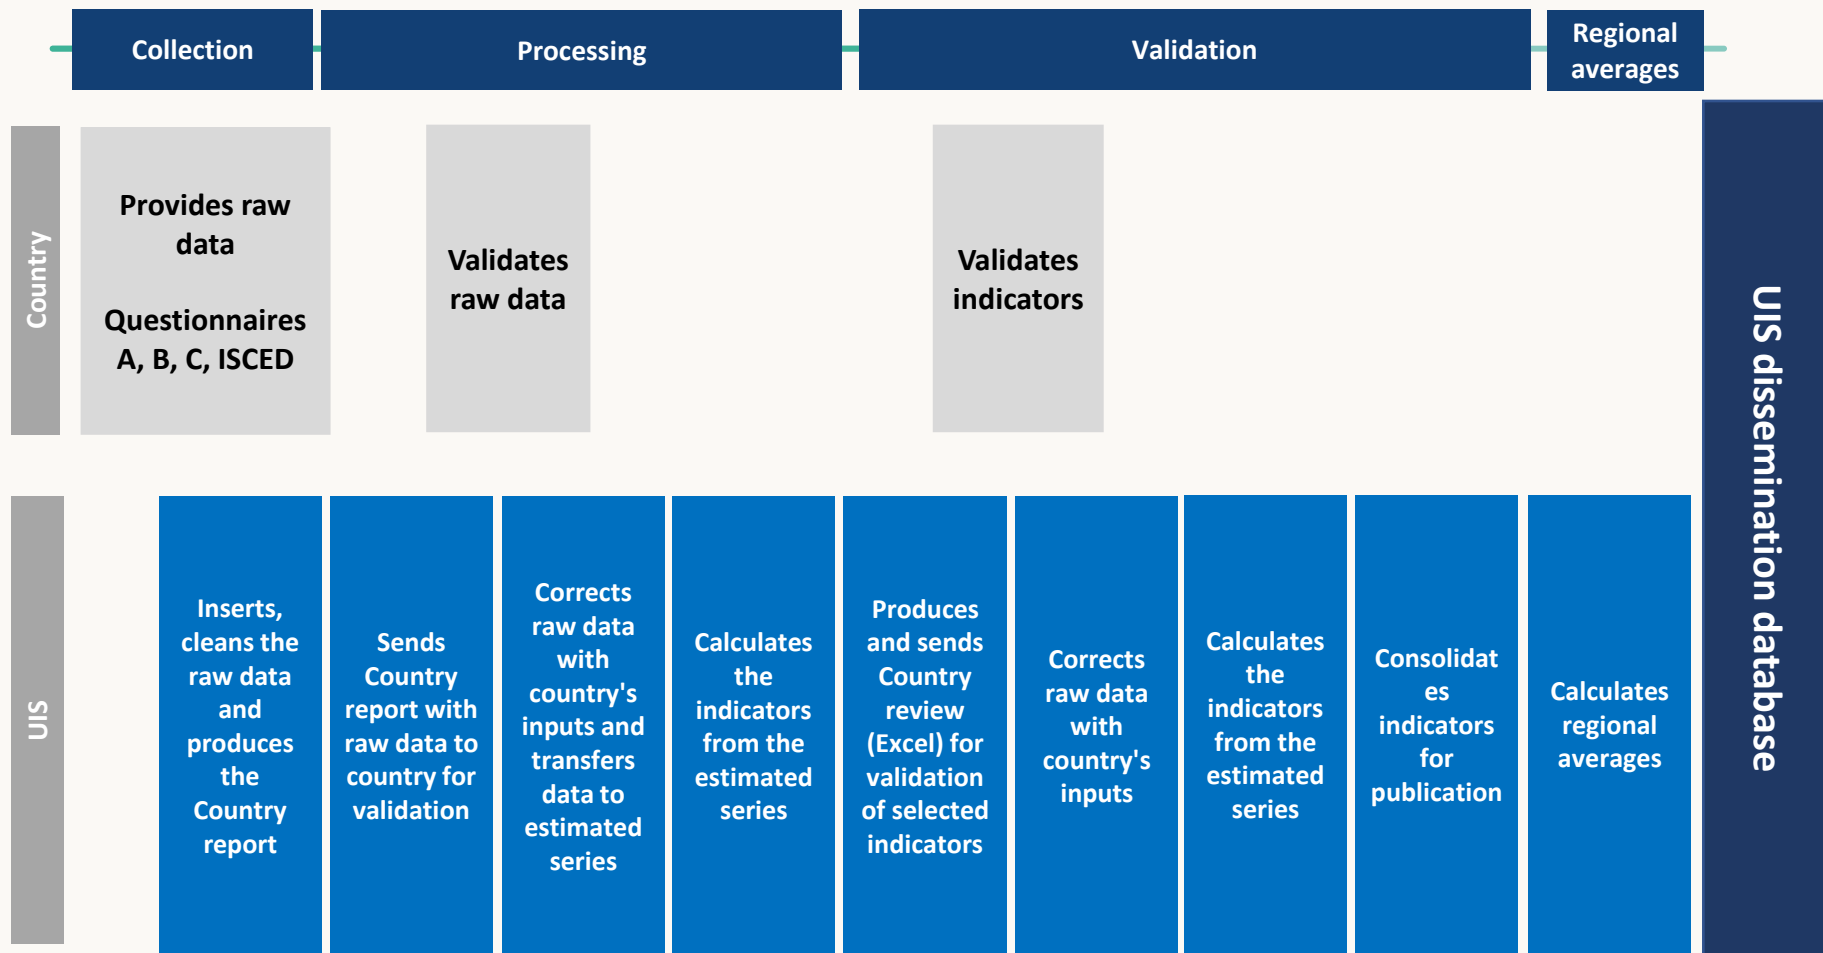 Collection
Processing
Validation
Regional
averages
Country
Provides raw
data
Questionnaires
A, B, C, ISCED
Validates
raw data
Validates
indicators
UIS
Inserts,
cleans the
raw data
and
produces
the
Country
report
Sends
Country
report with
raw data to
country for
validation
Corrects
raw data
with
country's
inputs and
transfers
data to
estimated
series
Calculates
the
indicators
from the
estimated
series
Produces
and sends
Country
review
(Excel) for
validation
of selected
indicators
Corrects
raw data
with
country's
inputs
Calculates
the
indicators
from the
estimated
series
Consolidat
es
indicators
for
publication
Calculates
regional
averages
UIS dissemination database